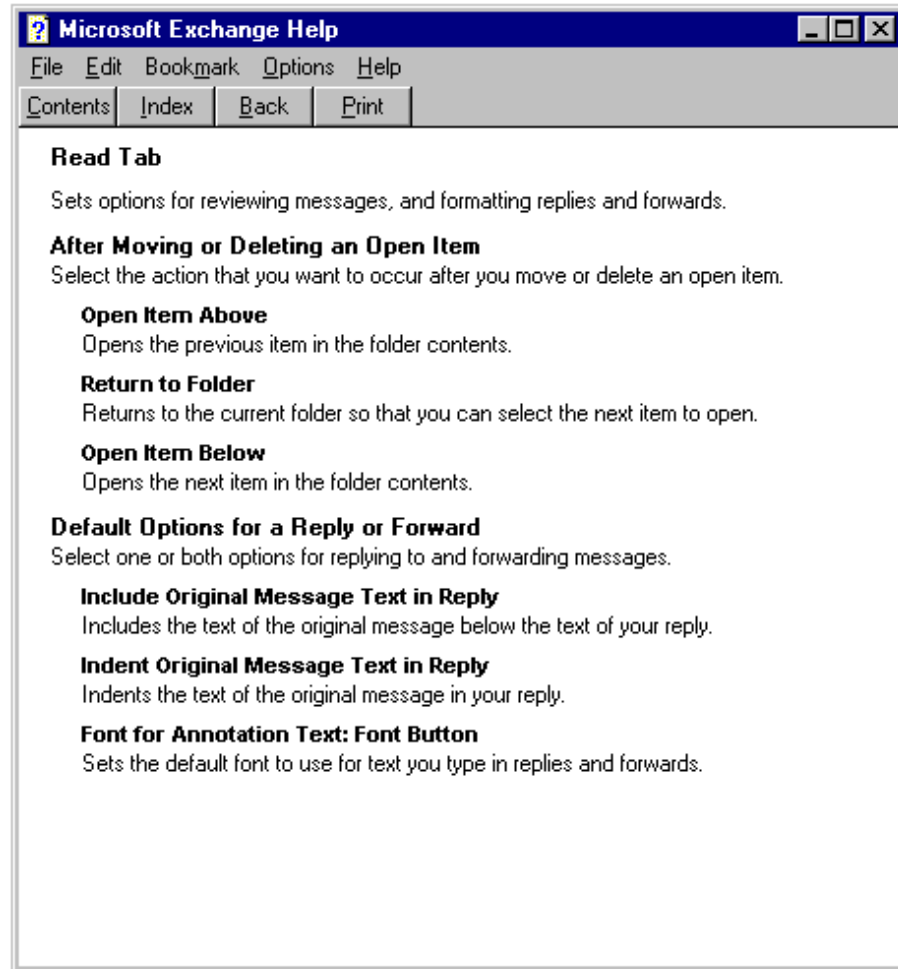 Microsoft Exchange Help
File Edit Bookmark Options Help
Contents Index Back Print
Read Tab
Sets options for reviewing messages, and formatting replies and forwards.
After Moving or Deleting an Open Item
Select the action that you want to occur after you move or delete an open item.
Open Item Above
Opens the previous item in the folder contents.
Return to Folder
Returns to the current folder so that you can select the next item to open.
Open Item Below
Opens the next item in the folder contents.
Default Options for a Reply or Forward
Select one or both options for replying to and forwarding messages.
Include Original Message Text in Reply
Includes the text of the original message below the text of your reply.
Indent Original Message Text in Reply
Indents the text of the original message in your reply.
Font for Annotation Text: Font Button
Sets the default font to use for text you type in replies and forwards.